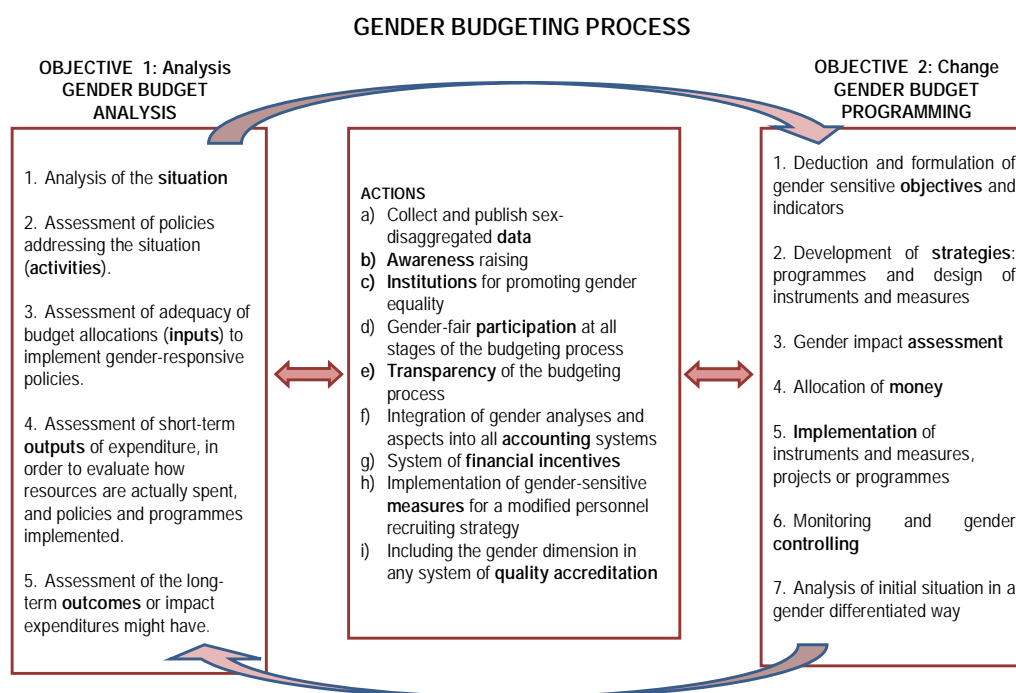 GENDER BUDGETING PROCESS
OBJECTIVE 1: Analysis
GENDER BUDGET
ANALYSIS
1. Analysis of the situation
2. Assessment of policies
addressing the situation
(activities).
3. Assessment of adequacy of
budget allocations (inputs) to
implement gender-responsive
policies.
4. Assessment of short-term
outputs of expenditure, in
order to evaluate how
resources are actually spent,
and policies and programmes
implemented.
5. Assessment of the long-
term outcomes or impact
expenditures might have.
ACTIONS
a) Collect and publish sex-
disaggregated data
b) Awareness raising
c) Institutions for promoting gender
equality
d) Gender-fair participation at all
stages of the budgeting process
e) Transparency of the budgeting
process
f) Integration of gender analyses and
aspects into all accounting systems
g) System of financial incentives
h) Implementation of gender-sensitive
measures for a modified personnel
recruiting strategy
i) Including the gender dimension in
any system of quality accreditation
OBJECTIVE 2: Change
GENDER BUDGET
PROGRAMMING
1. Deduction and formulation of
gender sensitive objectives and
indicators
2. Development of strategies:
programmes and design of
instruments and measures
3. Gender impact assessment
4. Allocation of money
5. Implementation of
instruments and measures,
projects or programmes
6. Monitoring and gender
controlling
7. Analysis of initial situation in a
gender differentiated way